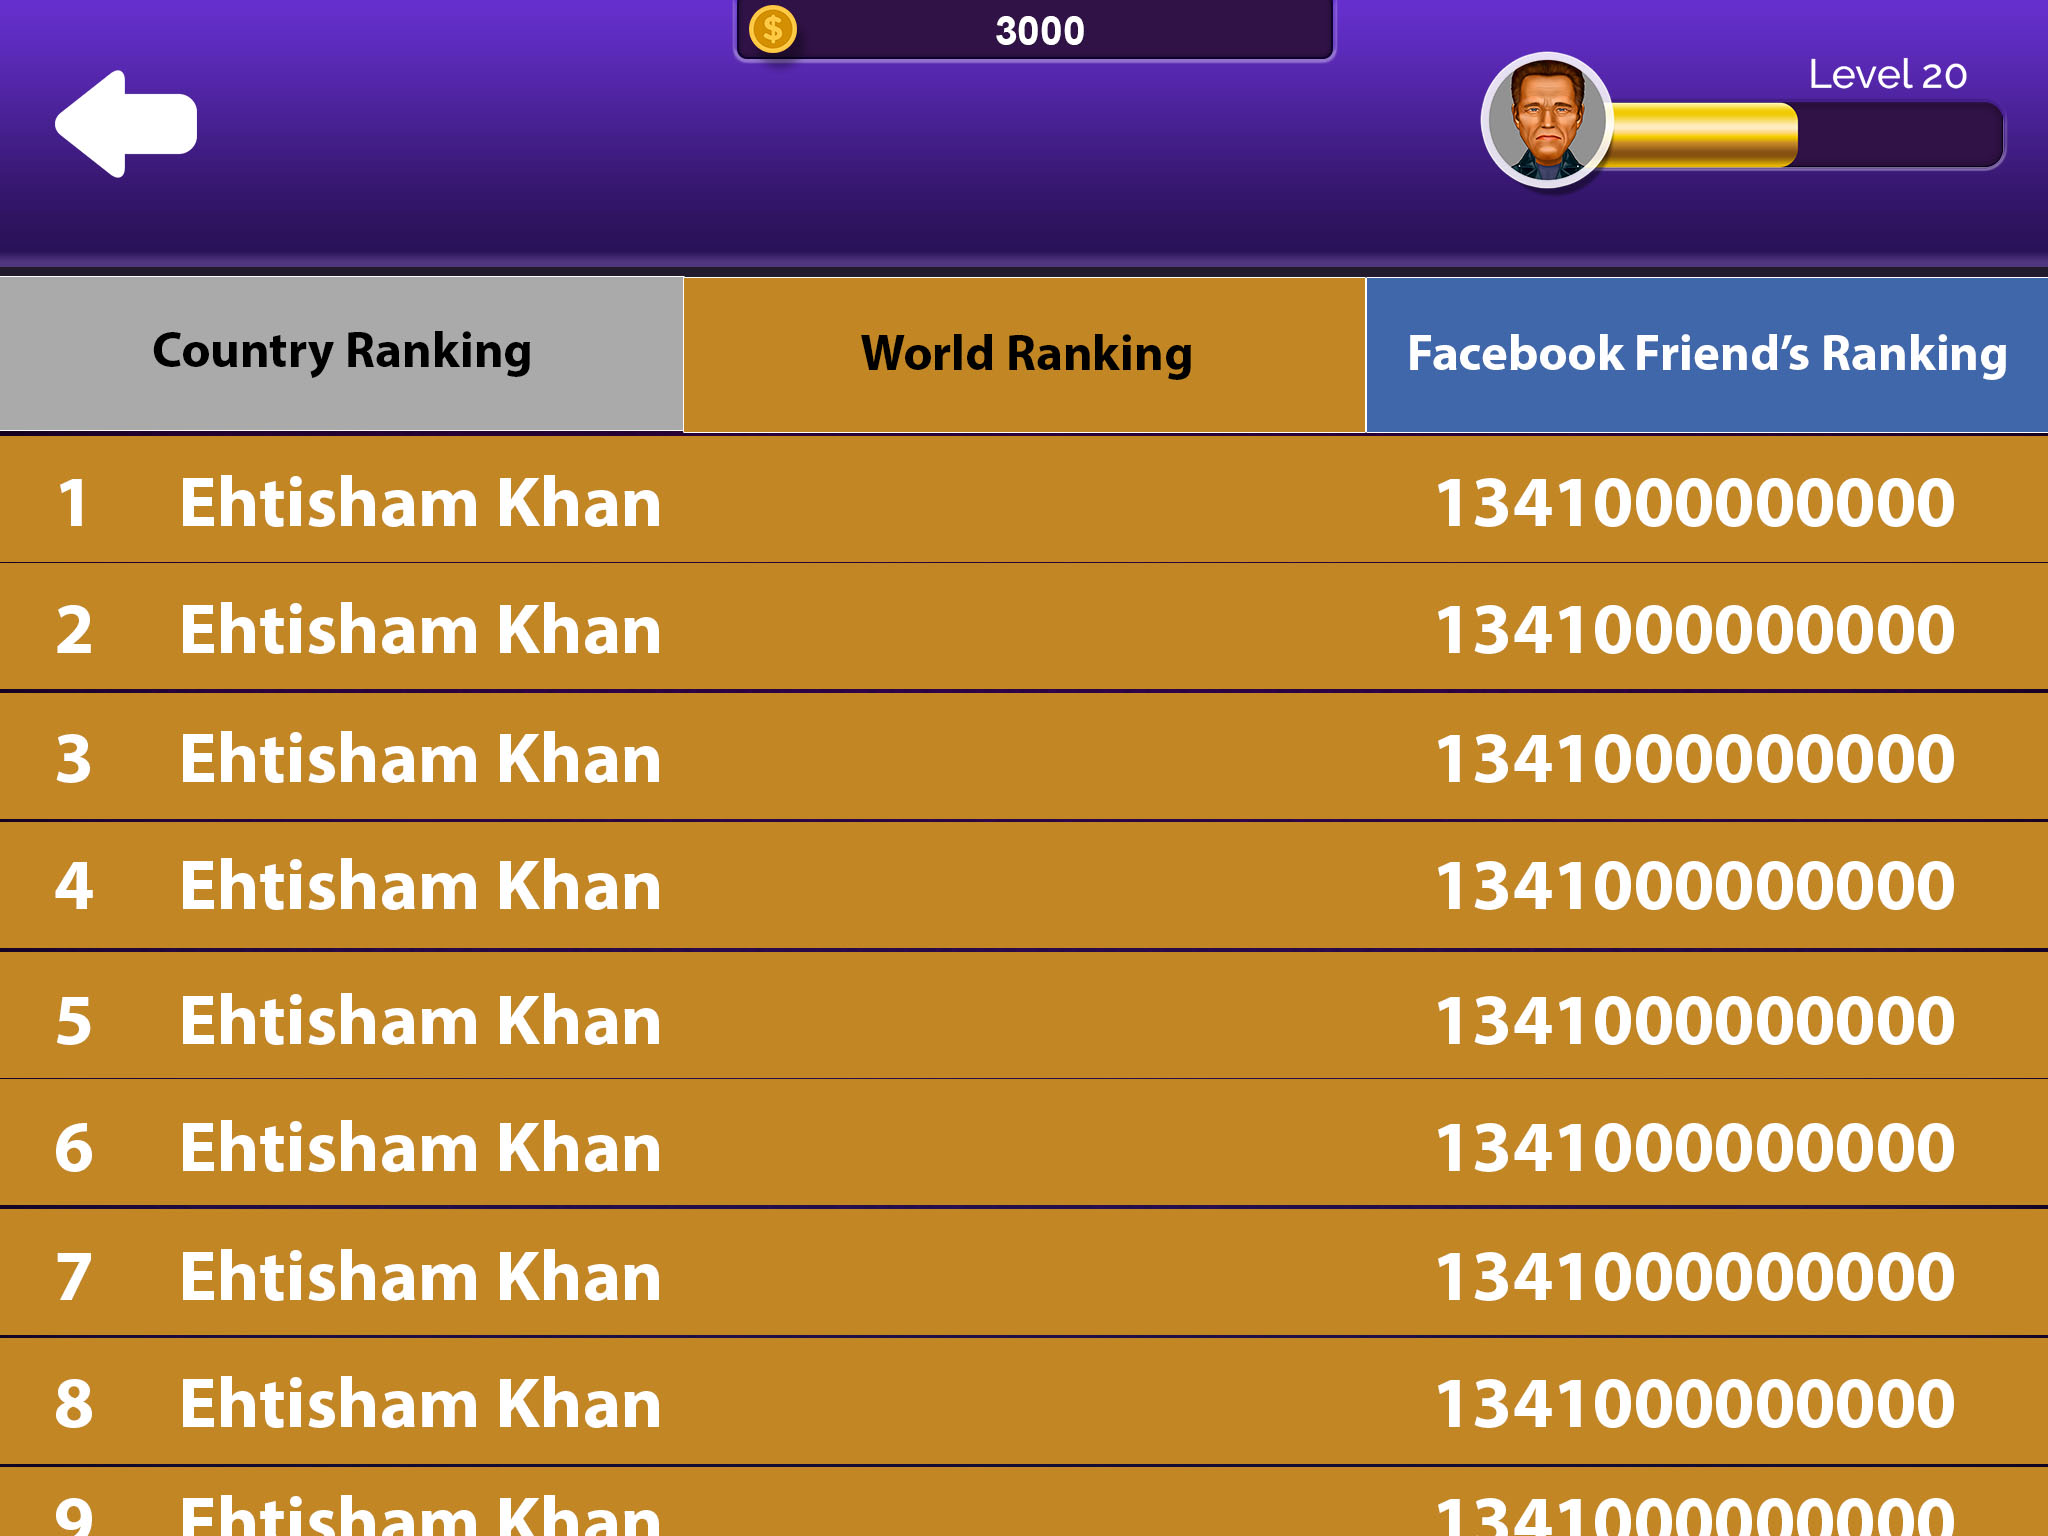 3000
Level 20
Country Ranking
World Ranking
Facebook Friend’s Ranking
1 Ehtisham Khan 1341000000000
2 Ehtisham Khan 1341000000000
3 Ehtisham Khan 1341000000000
4 Ehtisham Khan 1341000000000
5 Ehtisham Khan 1341000000000
6 Ehtisham Khan 1341000000000
7 Ehtisham Khan 1341000000000
8 Ehtisham Khan 1341000000000
9 Ehtisham Khan 1341000000000